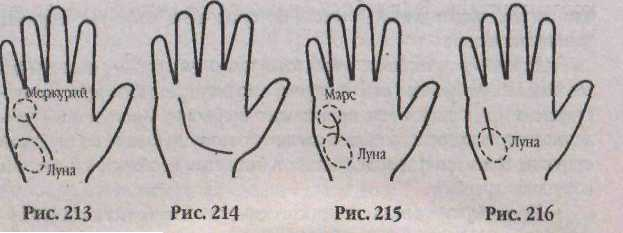 Меркурий
Луна
Марс
Луна
Луна
Рис. 213 Рис. 214 Рис. 215 Рис. 216